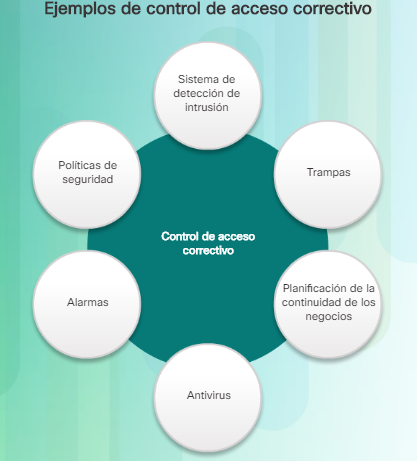 Ejemplos de control de acceso correctivo
Sistema de
detección de
intrusión
Políticas de
seguridad
Trampas
Control de acceso
correctivo
Alarmas
Planificación de la
continuidad de los
negocios
Antivirus